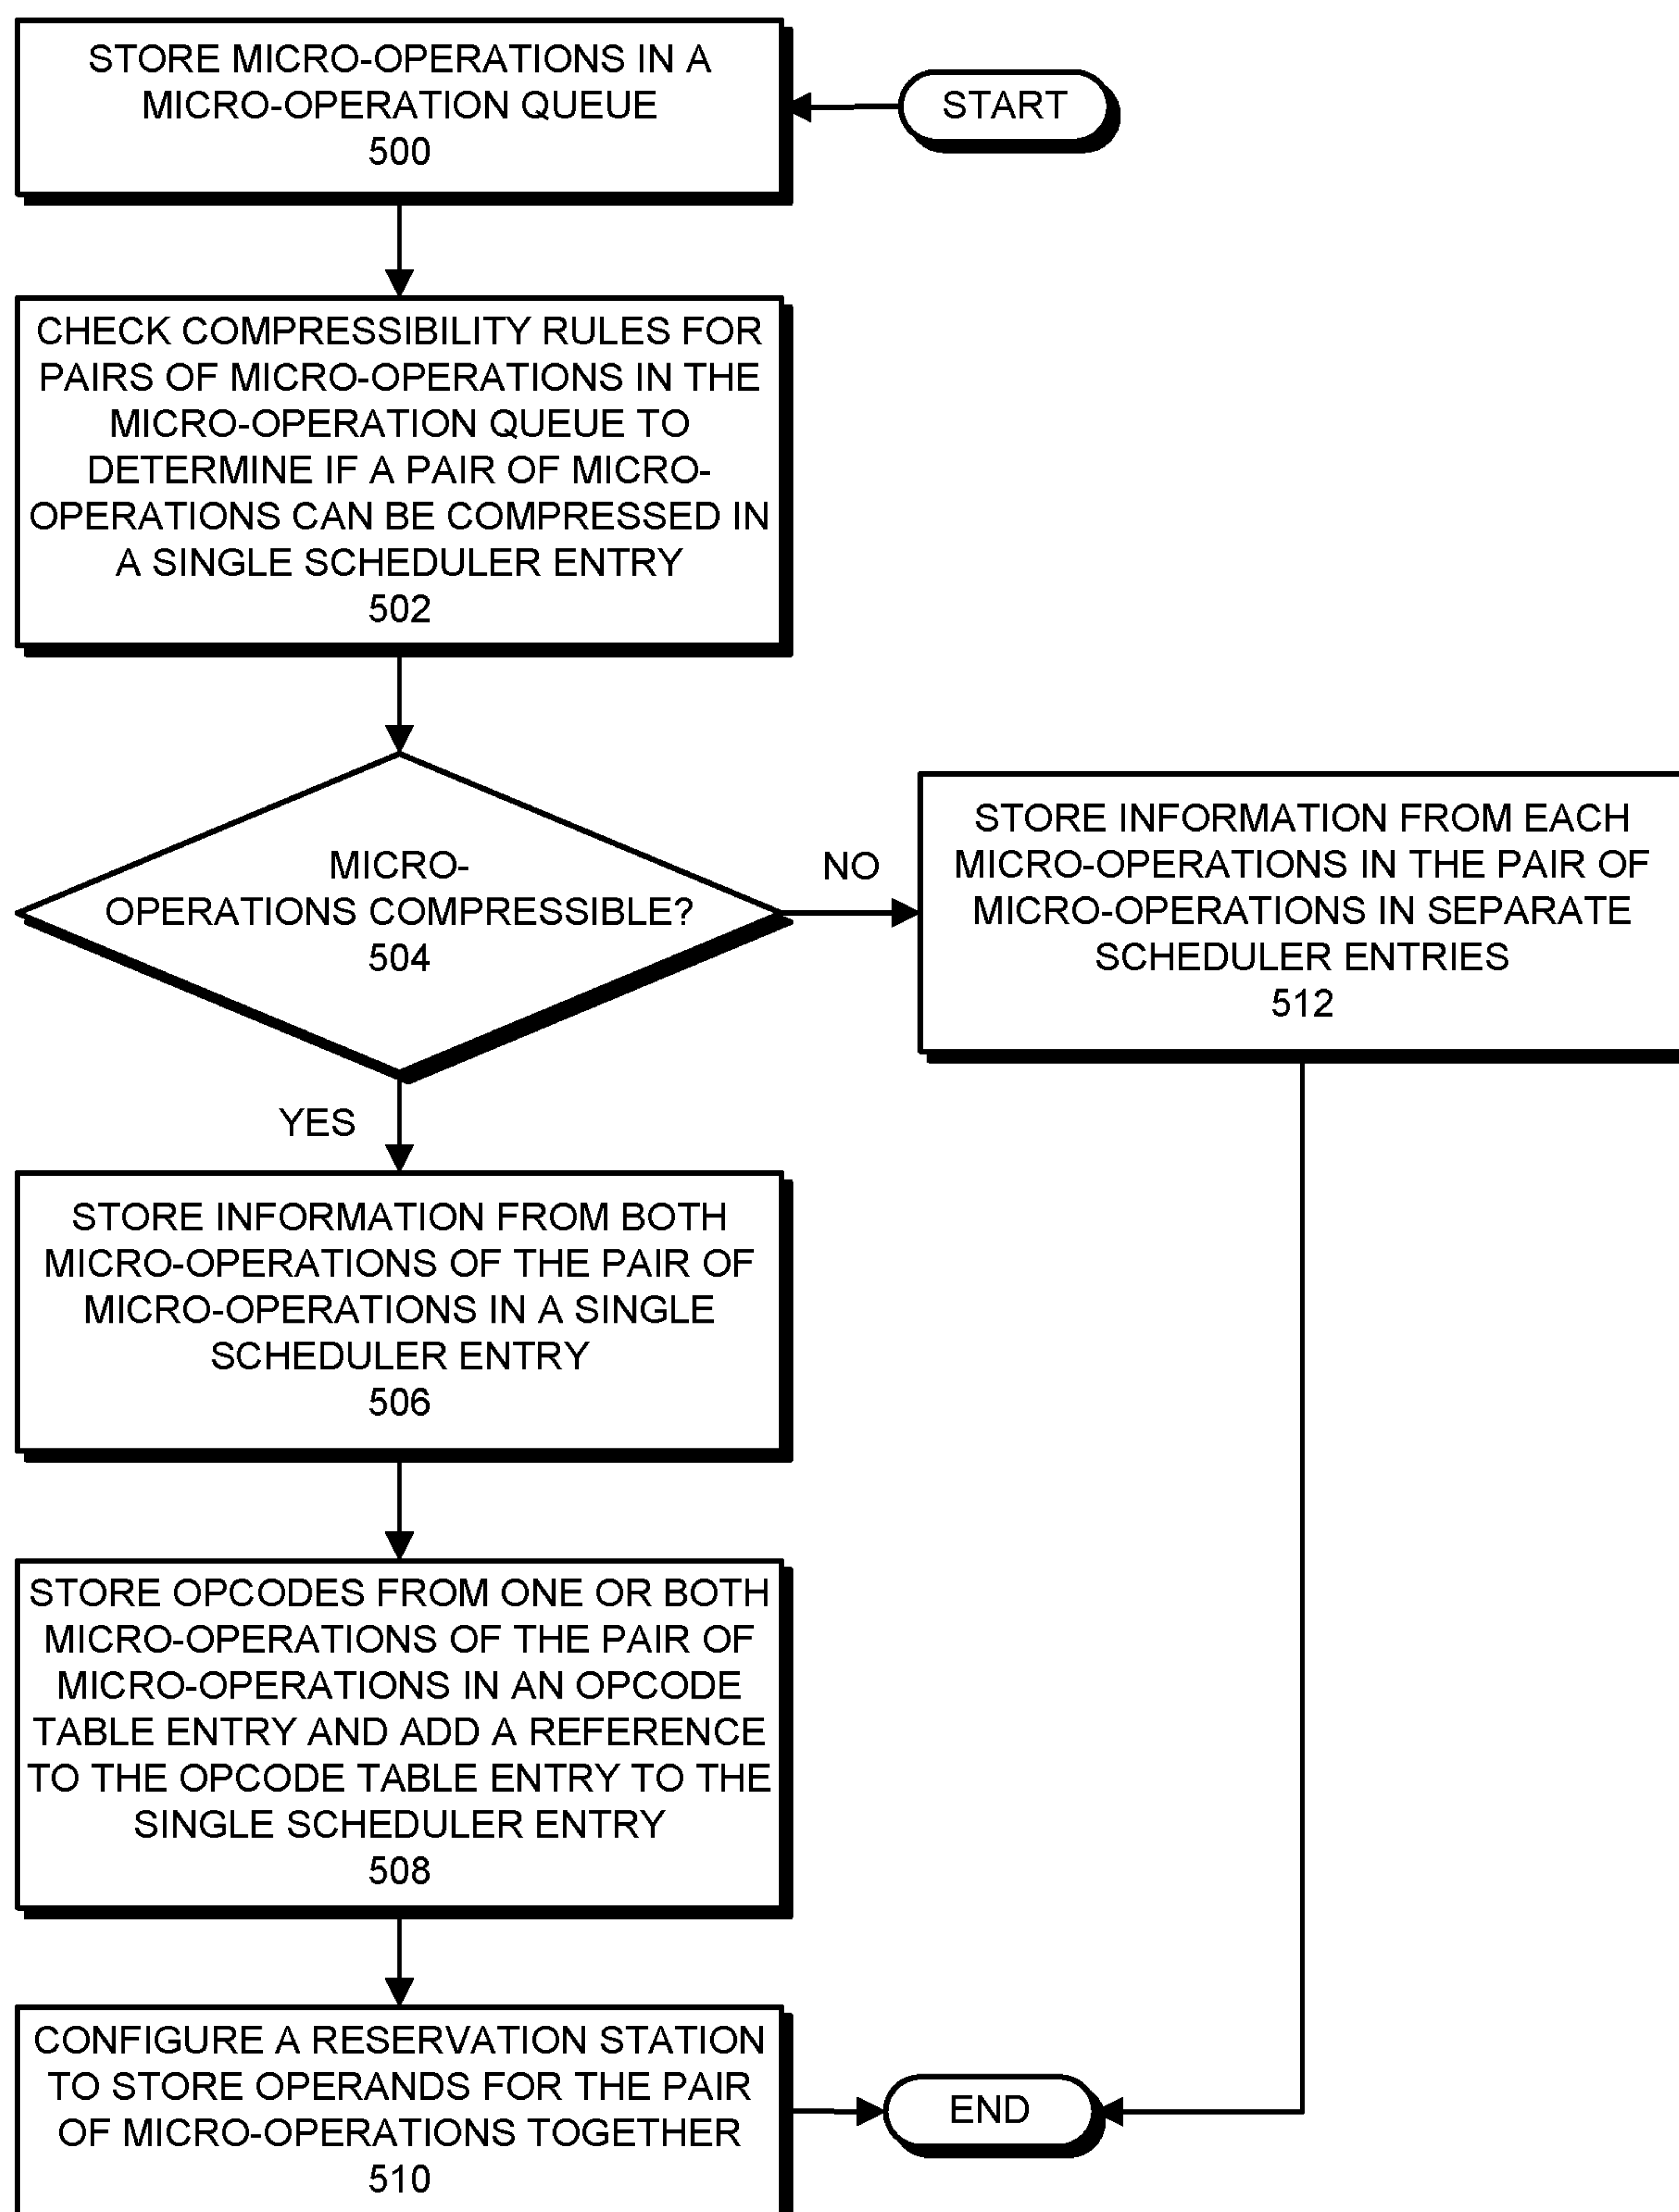 START
STORE MICRO-OPERATIONS IN A
MICRO-OPERATION QUEUE
500
CHECK COMPRESSIBILITY RULES FOR
PAIRS OF MICRO-OPERATIONS IN THE
MICRO-OPERATION QUEUE TO
DETERMINE IF A PAIR OF MICRO-
OPERATIONS CAN BE COMPRESSED IN
A SINGLE SCHEDULER ENTRY
502
MICRO-
OPERATIONS COMPRESSIBLE?
504
NO
STORE INFORMATION FROM EACH
MICRO-OPERATIONS IN THE PAIR OF
MICRO-OPERATIONS IN SEPARATE
SCHEDULER ENTRIES
512
YES
STORE INFORMATION FROM BOTH
MICRO-OPERATIONS OF THE PAIR OF
MICRO-OPERATIONS IN A SINGLE
SCHEDULER ENTRY
506
STORE OPCODES FROM ONE OR BOTH
MICRO-OPERATIONS OF THE PAIR OF
MICRO-OPERATIONS IN AN OPCODE
TABLE ENTRY AND ADD A REFERENCE
TO THE OPCODE TABLE ENTRY TO THE
SINGLE SCHEDULER ENTRY
508
CONFIGURE A RESERVATION STATION
TO STORE OPERANDS FOR THE PAIR
OF MICRO-OPERATIONS TOGETHER
510
END